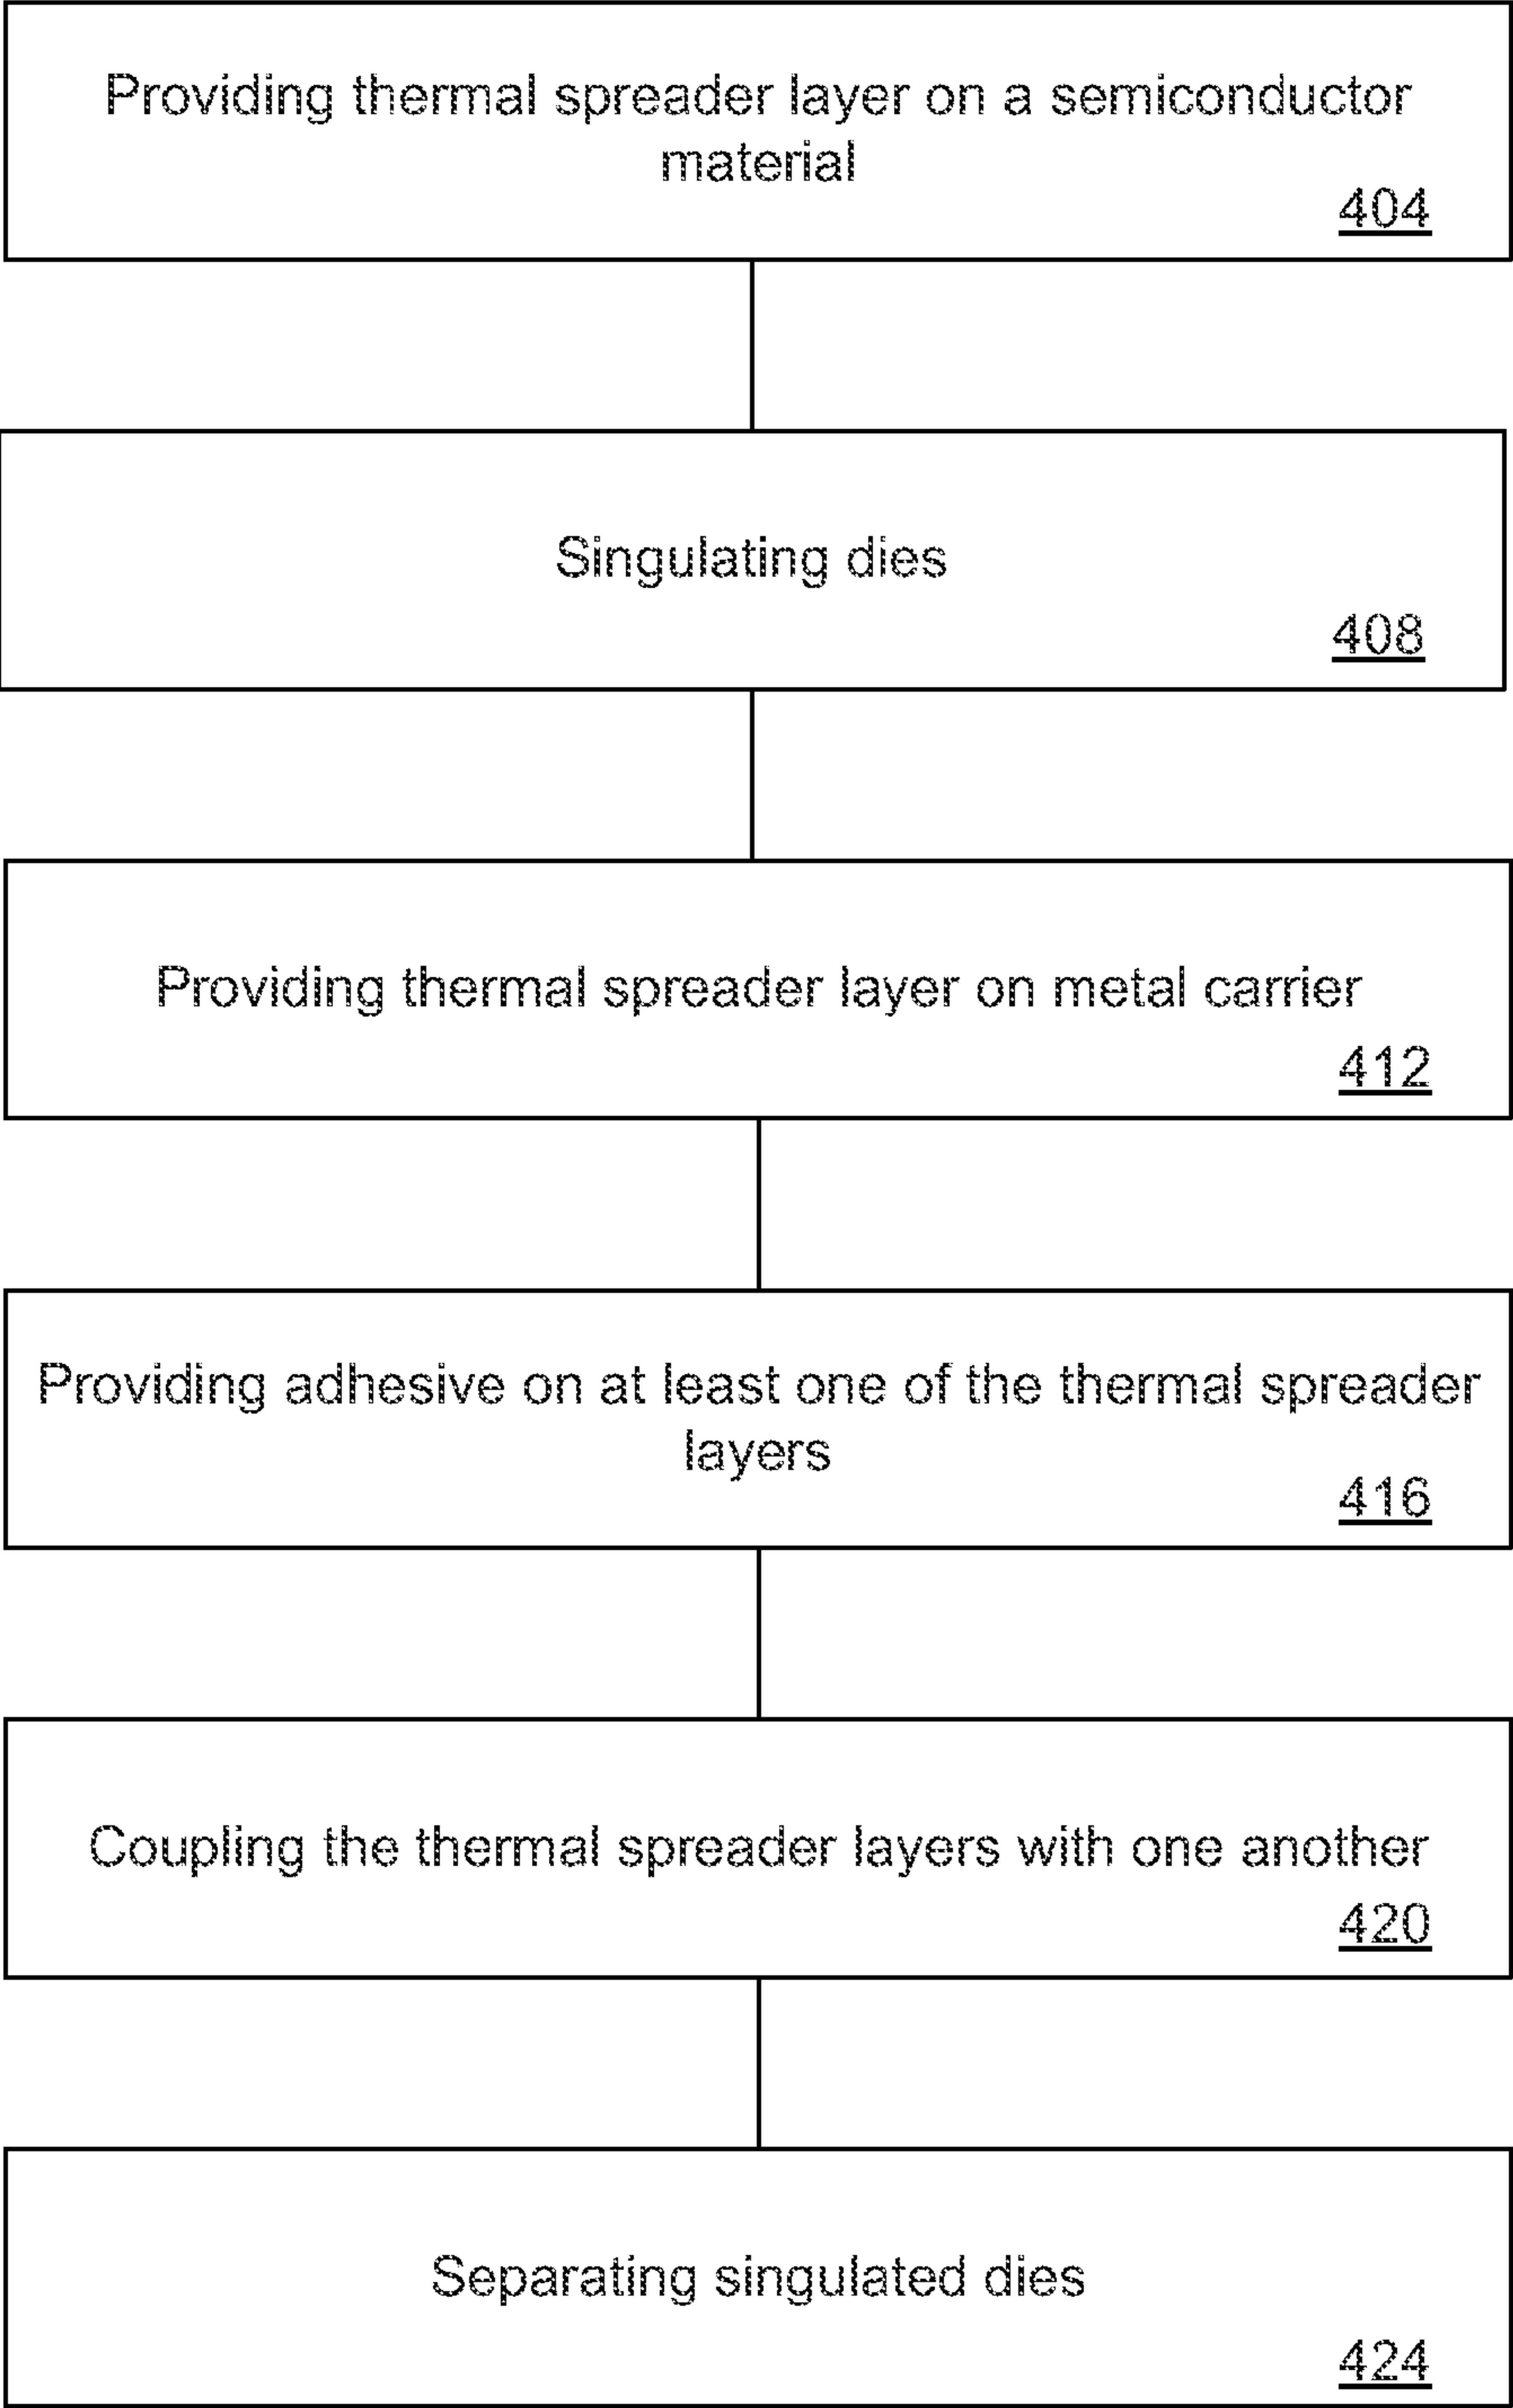 Providing thermal spreader layer on a semiconductor
material
404
Singulating dies
408
Providing thermal spreader layer on metal carrier
412
Providing adhesive on at least one of the thermal spreader
layers
416
Coupling the thermal spreader layers with one another
420
Separating singulated dies
424